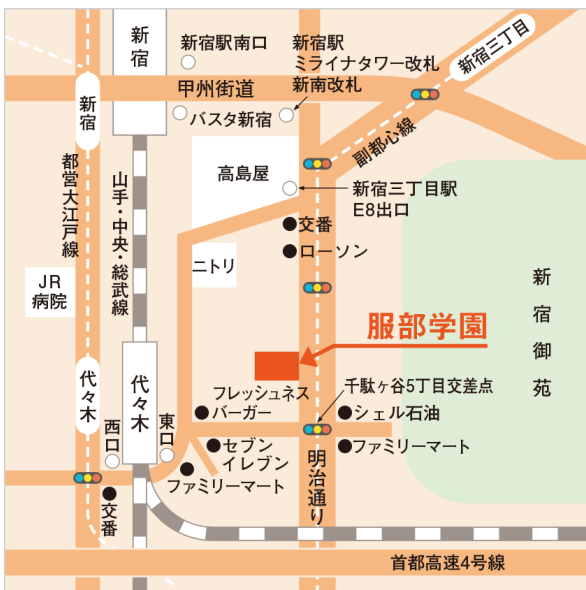 新宿
新宿駅南口
新宿駅
ミライナタワー改札
新南改札
新宿三丁目
甲州街道
新宿
バスタ新宿
副都心線
都営大江戸線
山手・中央・総武線
高島屋
新宿三丁目駅
E8出口
交番
ローソン
ニトリ
JR
病院
新宿御苑
服部学園
代々木
代々木
フレッシュネス
バーガー
千駄ヶ谷5丁目交差点
シェル石油
西口
東口
セブン
イレブン
ファミリーマート
ファミリーマート
明治通り
交番
首都高速4号線